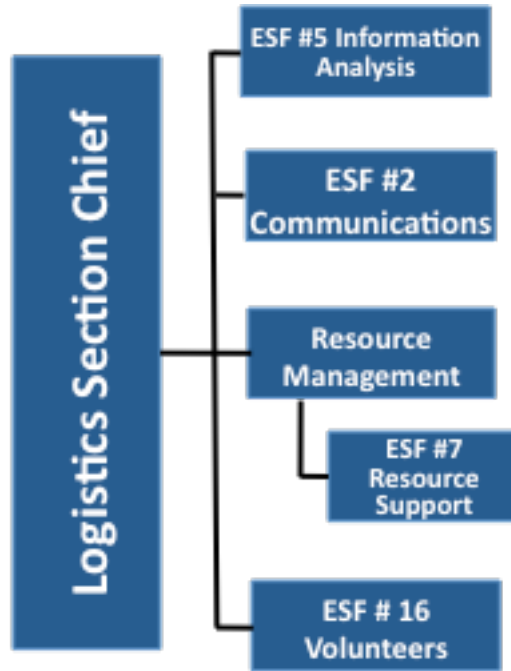 Logistics Section Chief
ESF #5 Information
Analysis
ESF #2
Communications
Resource
Management
ESF #7
Resource
Support
ESF # 16
Volunteers